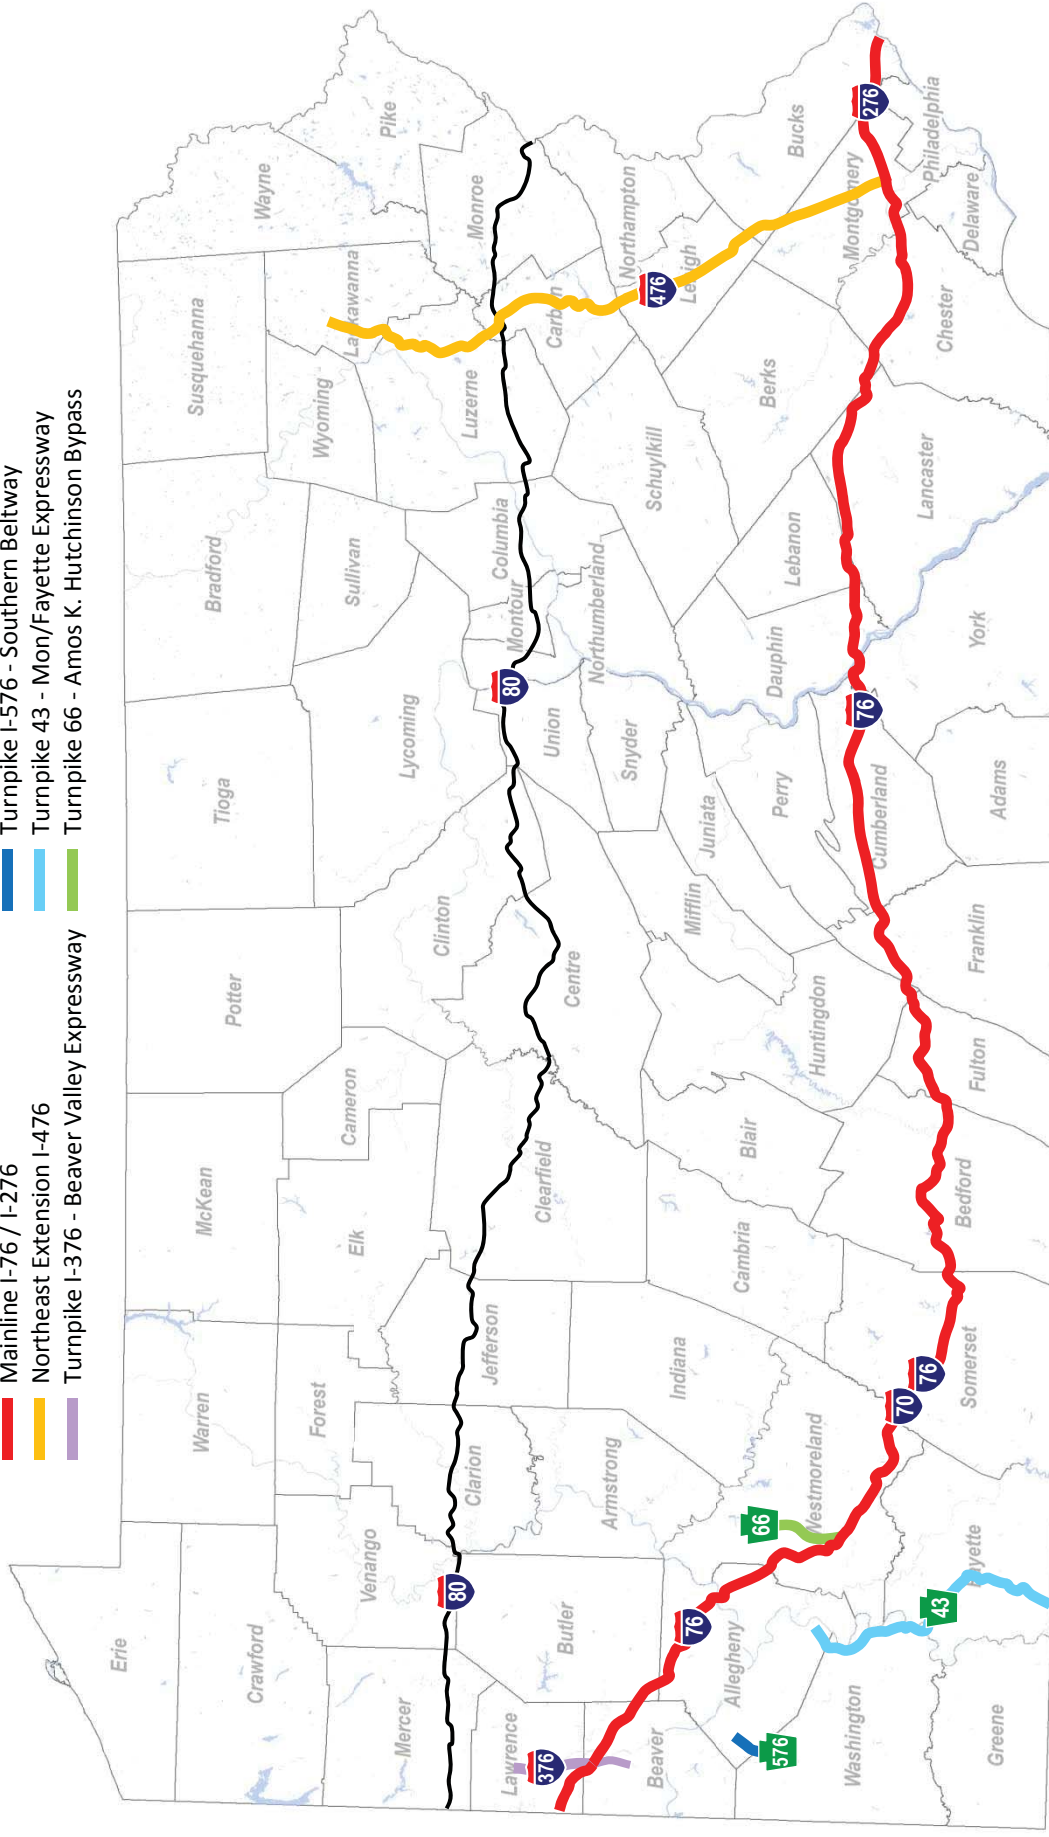 Mainline I-76 / I-276
Northeast Extension I-476
Turnpike I-376 - Beaver Valley Expressway
Turnpike I-576 - Southern Beltway
Turnpike 43 - Mon/Fayette Expressway
Turnpike 66 - Amos K. Hutchinson Bypass
Erie
Crawford
Warren
McKean
Potter
Tioga
Bradford
Susquehanna
Wayne
Mercer
Venango
Forest
Elk
Cameron
Clinton
Lycoming
Sullivan
Wyoming
Lackawanna
Pike
Lawrence
376
80
Butler
Clarion
Jefferson
Clearfield
Centre
Union
80
Montour
Columbia
Luzerne
Monroe
Beaver
Armstrong
Indiana
Cambria
Blair
Huntingdon
Mifflin
Juniata
Snyder
Northumberland
Schuylkill
Carbon
Northampton
Lehigh
476
Allegheny
76
66
Westmoreland
Perry
Dauphin
Lebanon
Berks
Montgomery
Bucks
276
576
Washington
43
Fayette
70
76
Somerset
Bedford
Fulton
Franklin
Cumberland
76
Adams
York
Lancaster
Chester
Delaware
Philadelphia
Greene